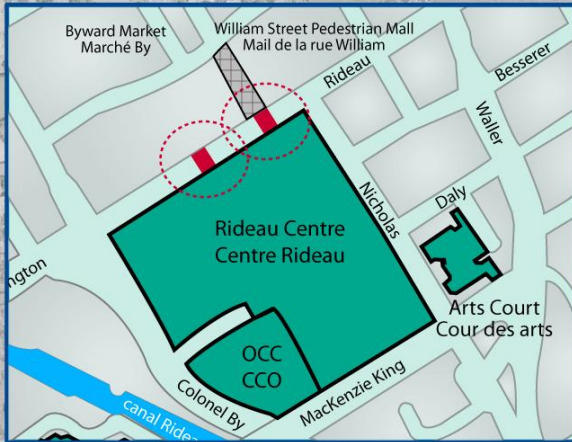 Byward Market
Marché By
William Street Pedestrian Mall
Mail de la rue William
Rideau
Besserer
Waller
Nicholas
Daly
Rideau Centre
Centre Rideau
ngton
Arts Court
Cour des arts
OCC
CCO
Colonel By
MacKenzie King
canal Ridea